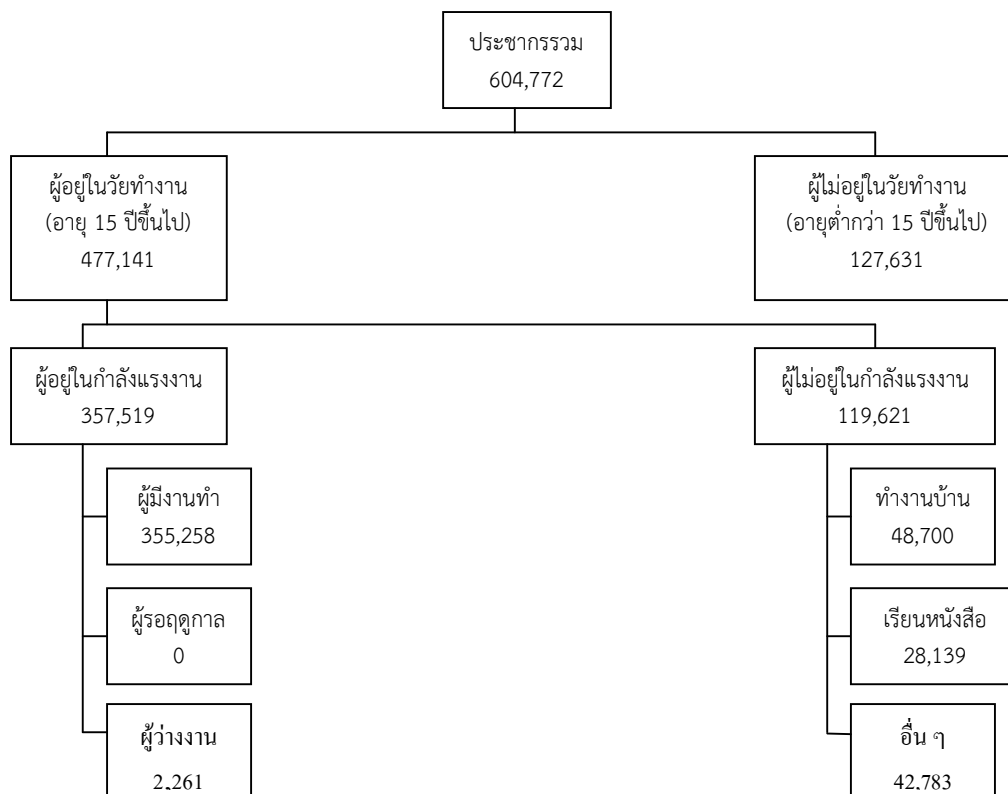 ประชากรรวม
604,772
ผู้อยู่ในวัยทำงาน
(อายุ 15 ปีขึ้นไป)
477,141
ผู้ไม่อยู่ในวัยทำงาน
(อายุต่ำกว่า 15 ปีขึ้นไป)
127,631
ผู้อยู่ในกำลังแรงงาน
357,519
ผู้ไม่อยู่ในกำลังแรงงาน
119,621
ผู้มีงานทำ
355,258
ทำงานบ้าน
48,700
ผู้รอฤดูกาล
0
เรียนหนังสือ
28,139
ผู้ว่างงาน
2,261
อื่น ๆ
42,783